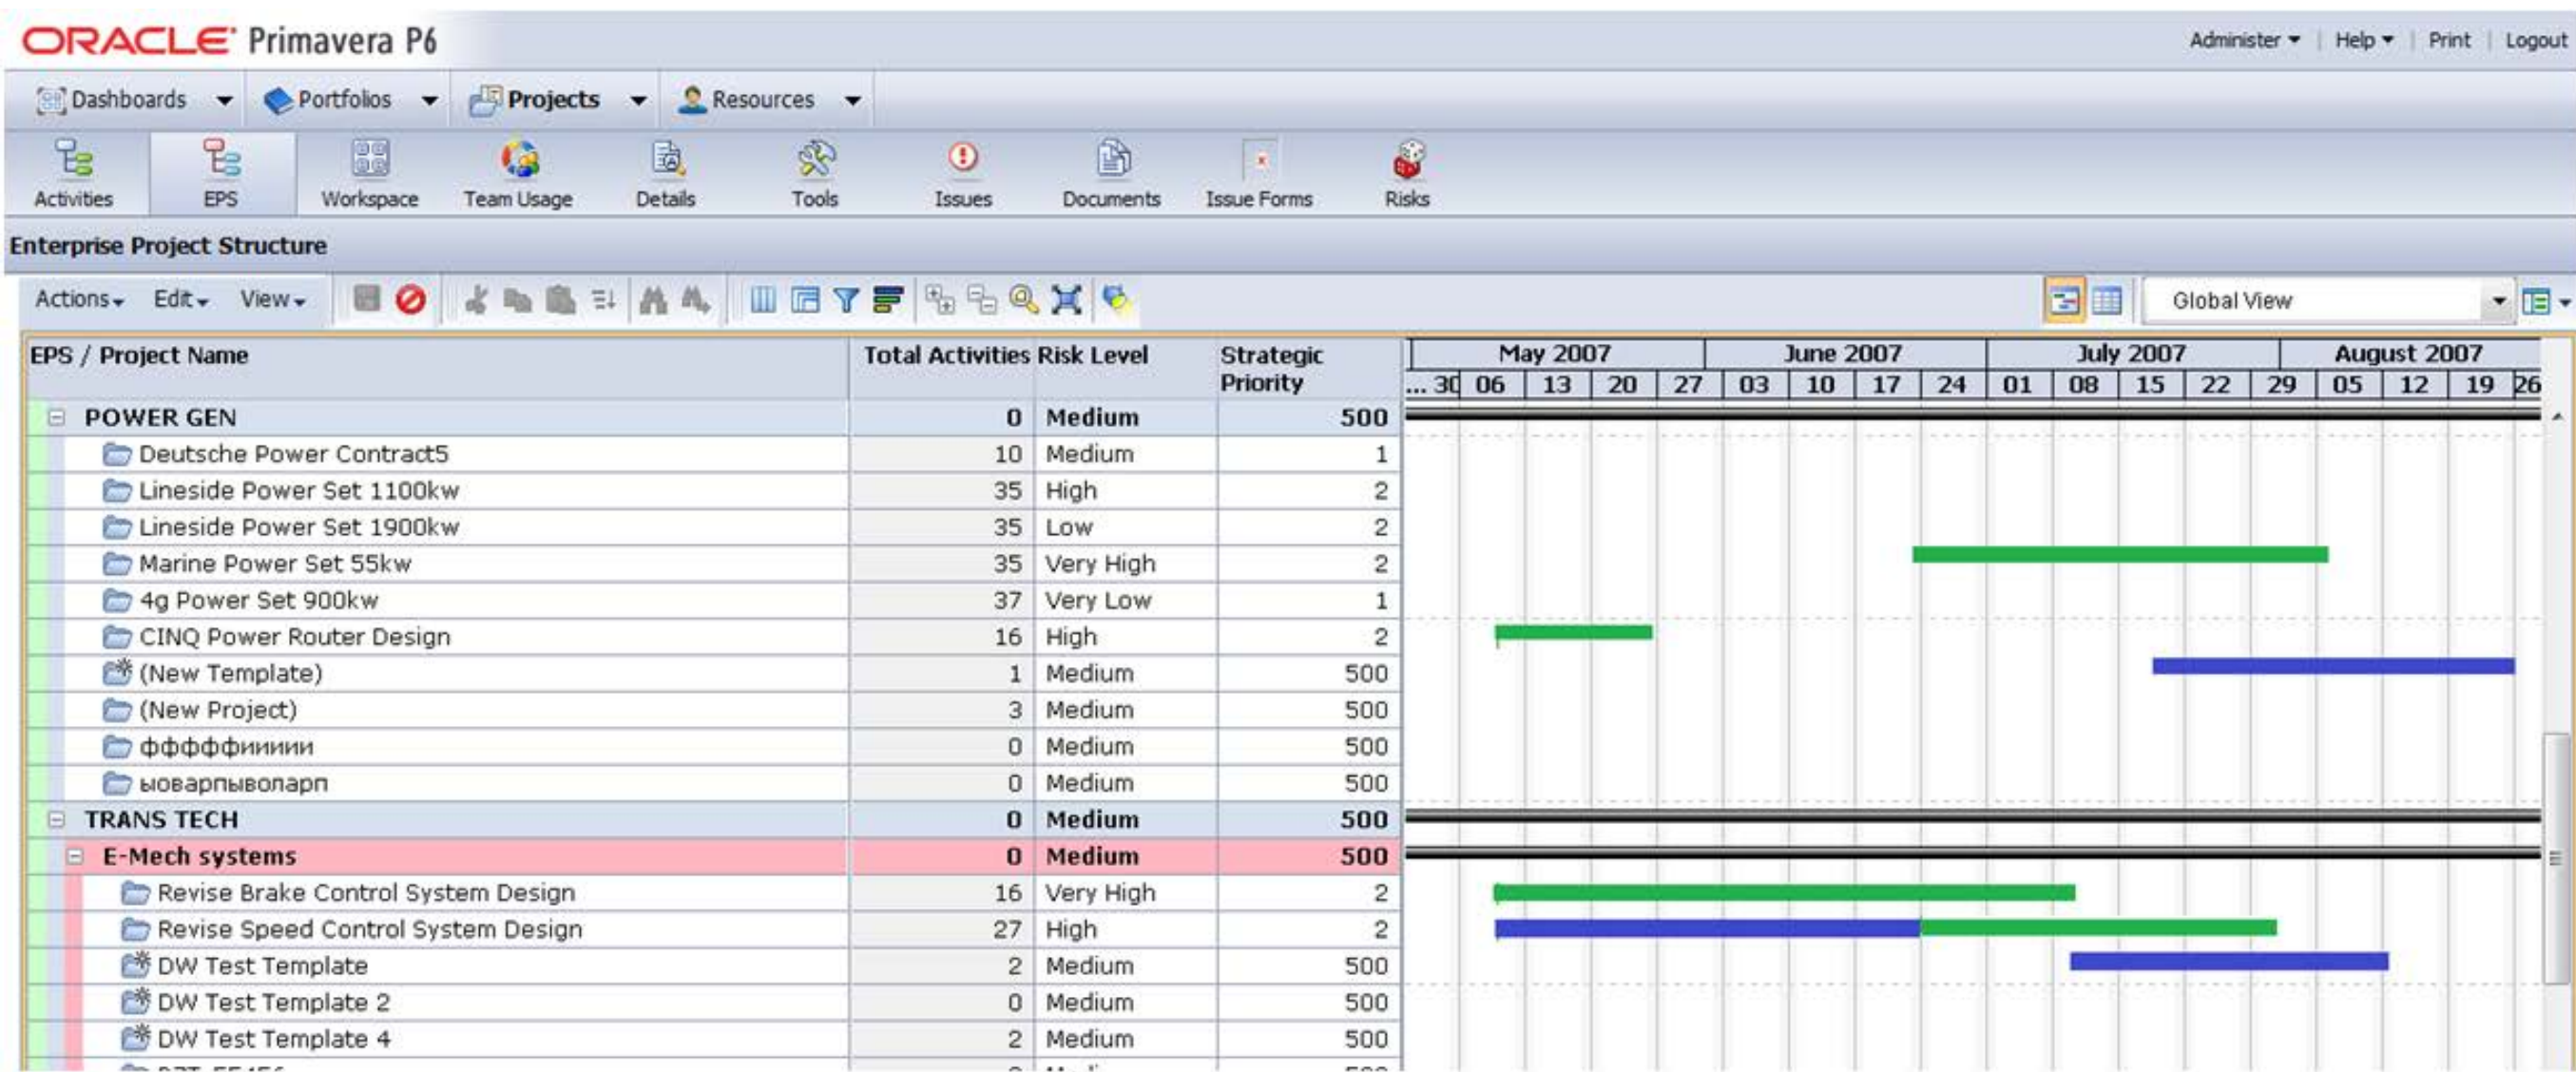 ORACLE Primavera P6
Administer Help Print Logout
Dashboards Portfolios Projects Resources
Activities EPS Workspace Team Usage Details Tools Issues Documents Issue Forms Risks
Enterprise Project Structure
Actions Edit View Global View
EPS / Project Name Total Activities Risk Level Strategic Priority May 2007 June 2007 July 2007 August 2007
... 30 06 13 20 27 03 10 17 24 01 08 15 22 29 05 12 19 26
POWER GEN 0 Medium 500
Deutsche Power Contract5 10 Medium 1
Lineside Power Set 1100kw 35 High 2
Lineside Power Set 1900kw 35 Low 2
Marine Power Set 55kw 35 Very High 2
4g Power Set 900kw 37 Very Low 1
CINQ Power Router Design 16 High 2
(New Template) 1 Medium 500
(New Project) 3 Medium 500
фффффиииии 0 Medium 500
ыоварпыволарп 0 Medium 500
TRANS TECH 0 Medium 500
E-Mech systems 0 Medium 500
Revise Brake Control System Design 16 Very High 2
Revise Speed Control System Design 27 High 2
DW Test Template 2 Medium 500
DW Test Template 2 0 Medium 500
DW Test Template 4 2 Medium 500